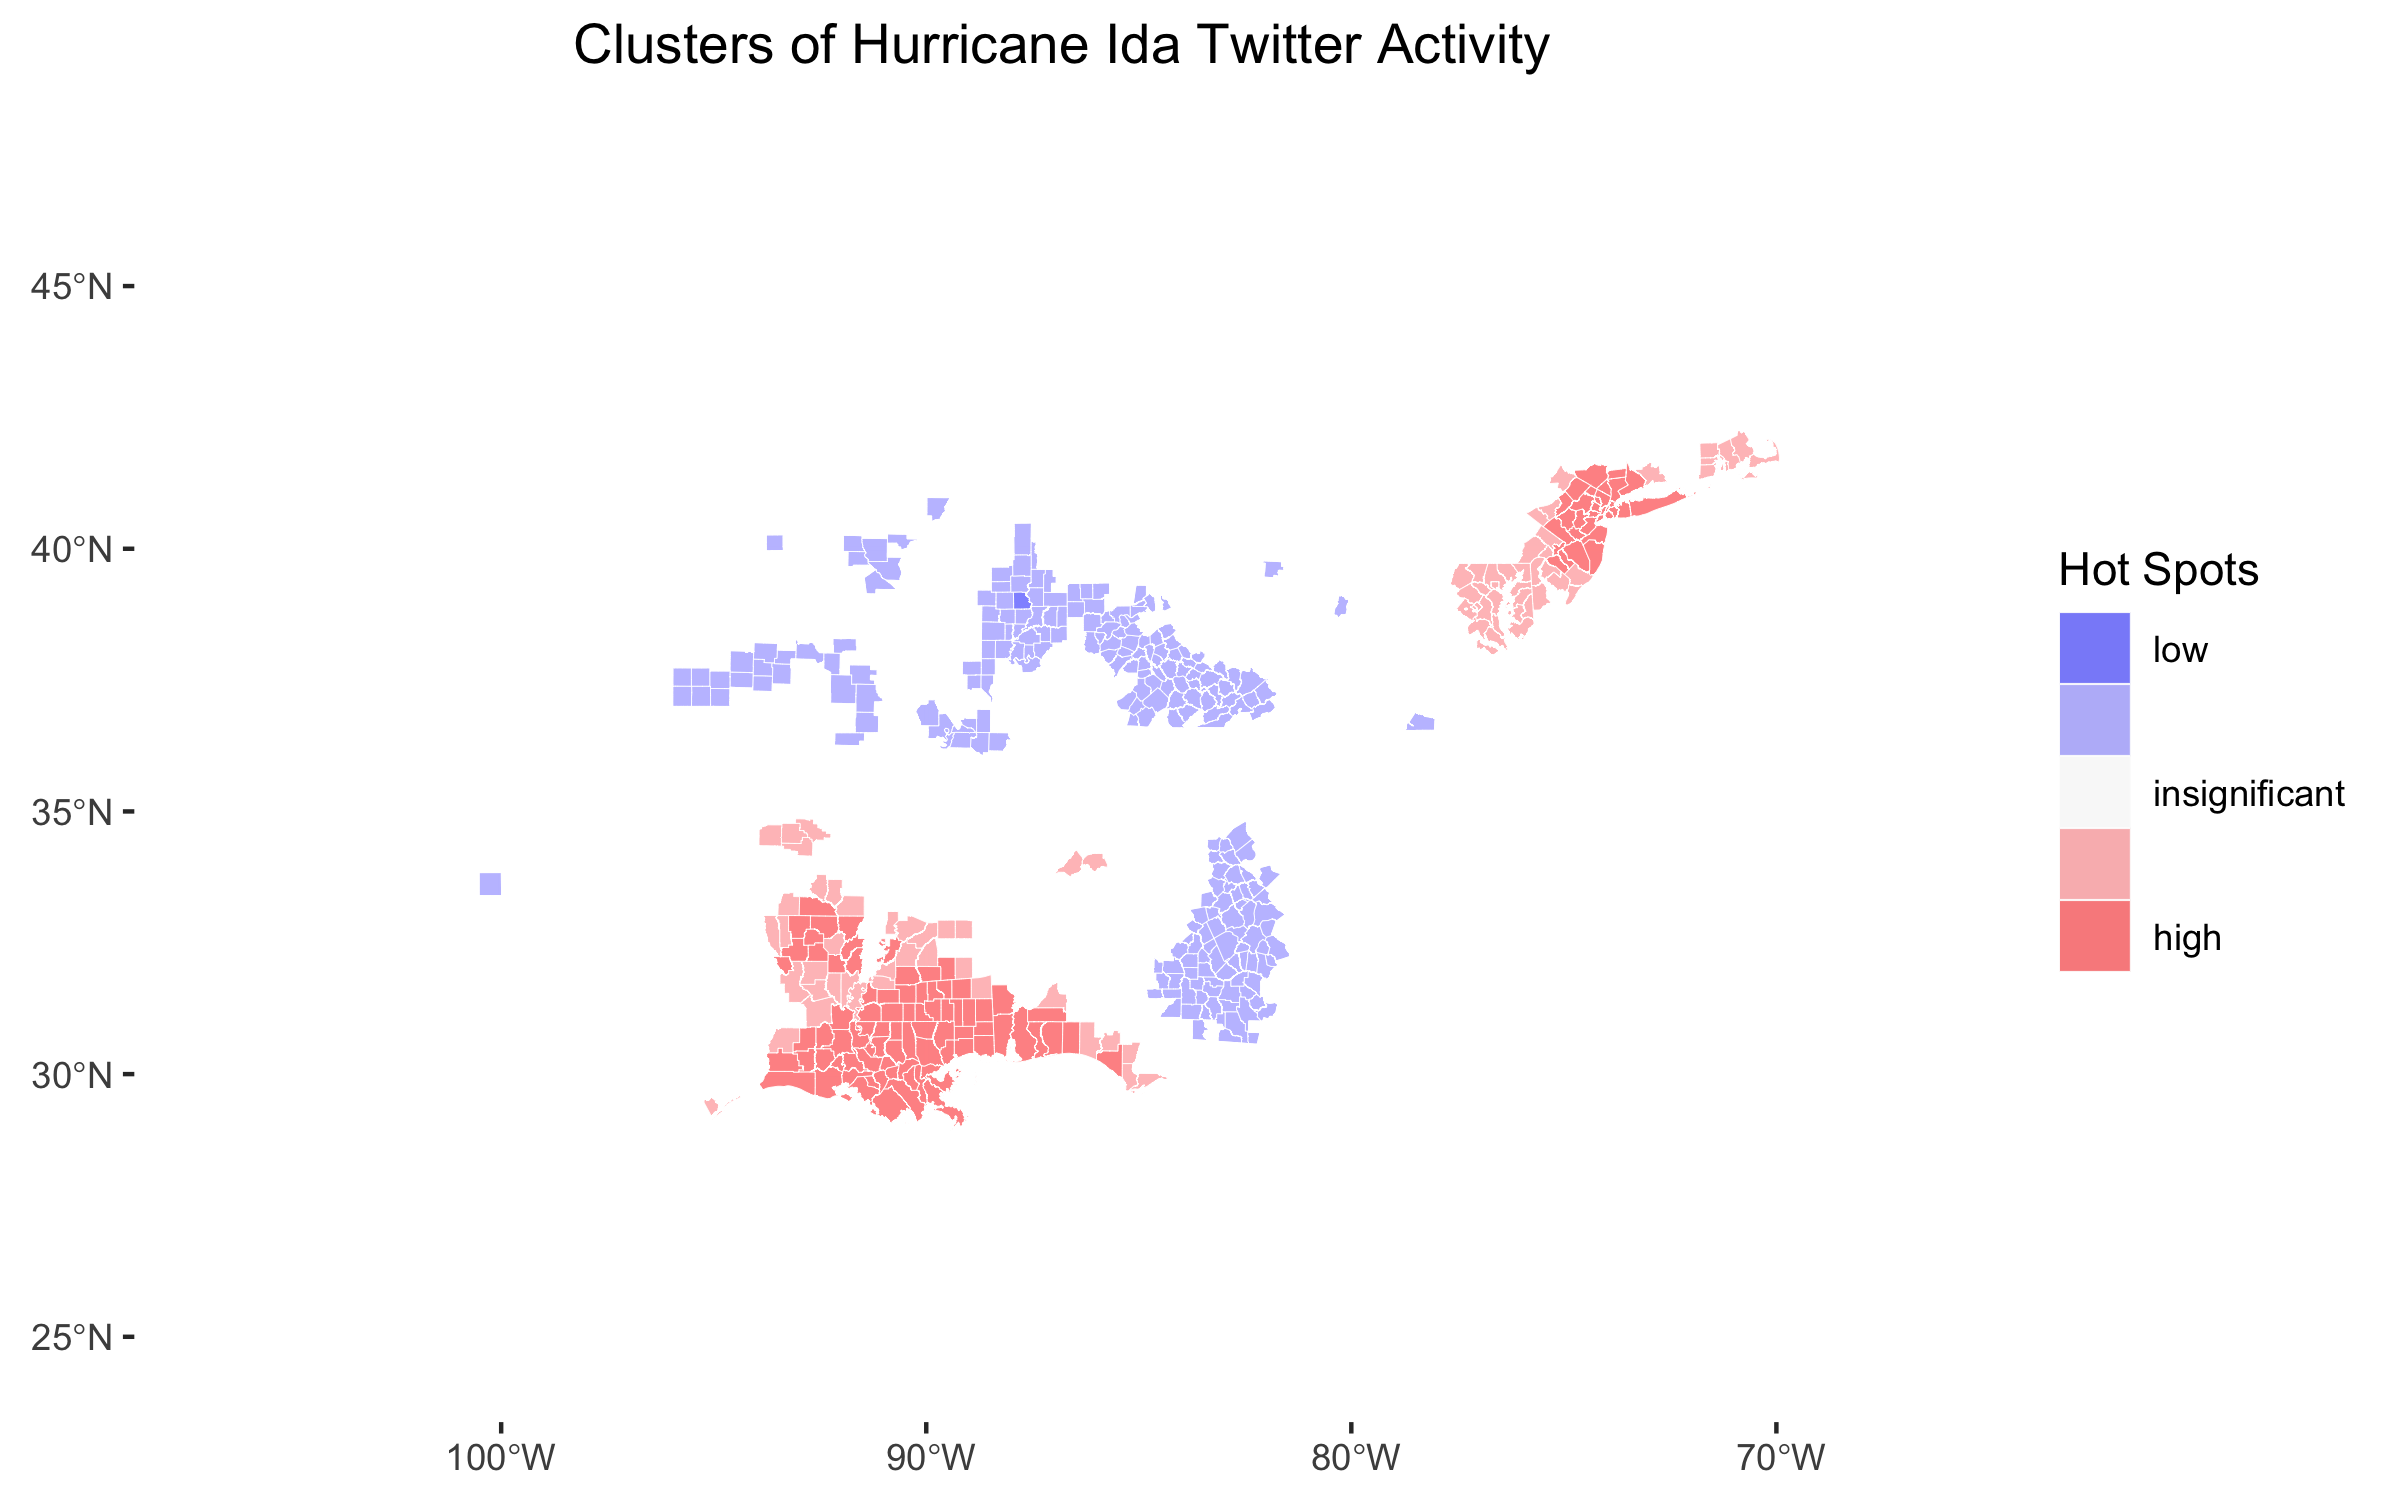 Clusters of Hurricane Ida Twitter Activity
45°N
40°N
35°N
30°N
25°N
100°W
90°W
80°W
70°W
Hot Spots
low
insignificant
high